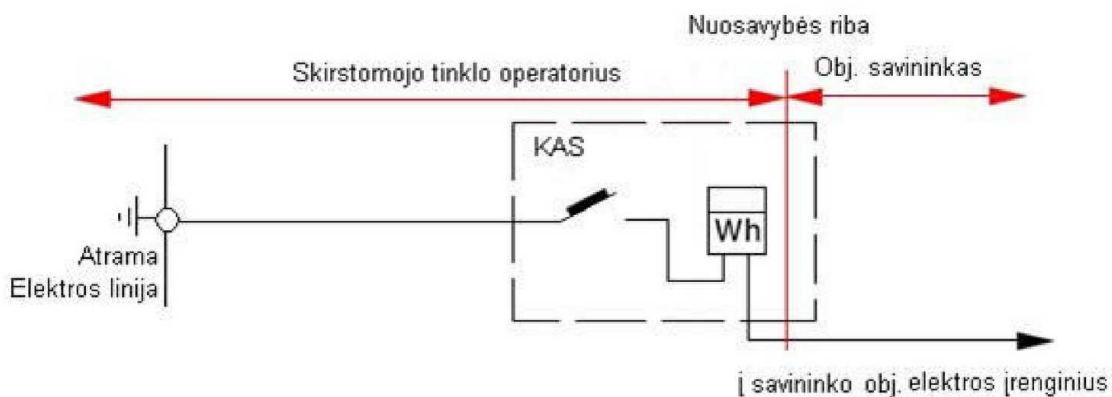 Nuosavybės riba
Skirstomojo tinklo operatorius
Obj. savininkas
KAS
Wh
Atrama
Elektros linija
į savininko obj. elektros įrenginius